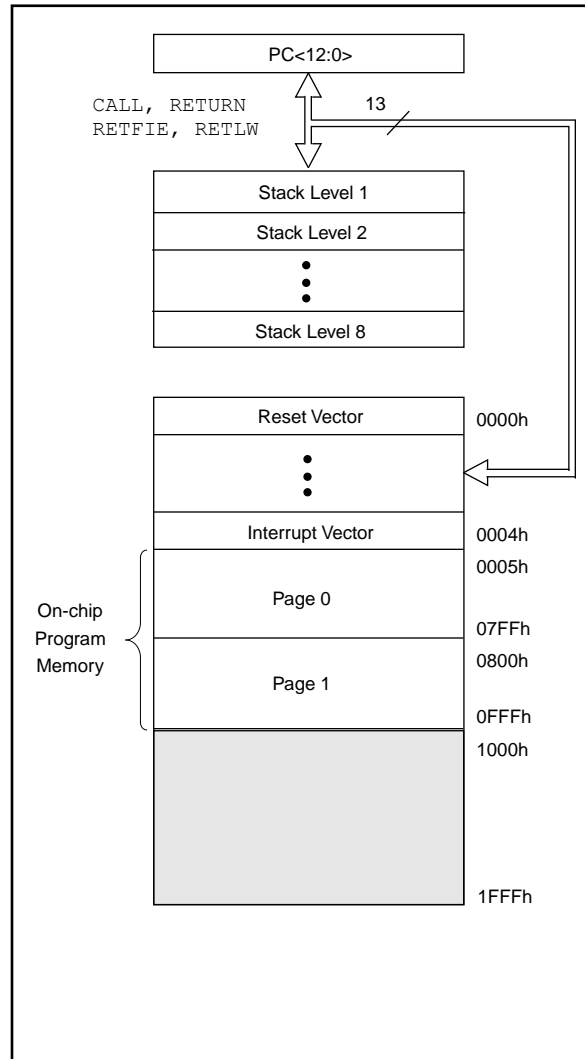 PC<12:0>
CALL, RETURN
RETFIE, RETLW
13
Stack Level 1
Stack Level 2
Stack Level 8
Reset Vector
0000h
Interrupt Vector
0004h
0005h
On-chip
Program
Memory
Page 0
07FFh
0800h
Page 1
0FFFh
1000h
1FFFh